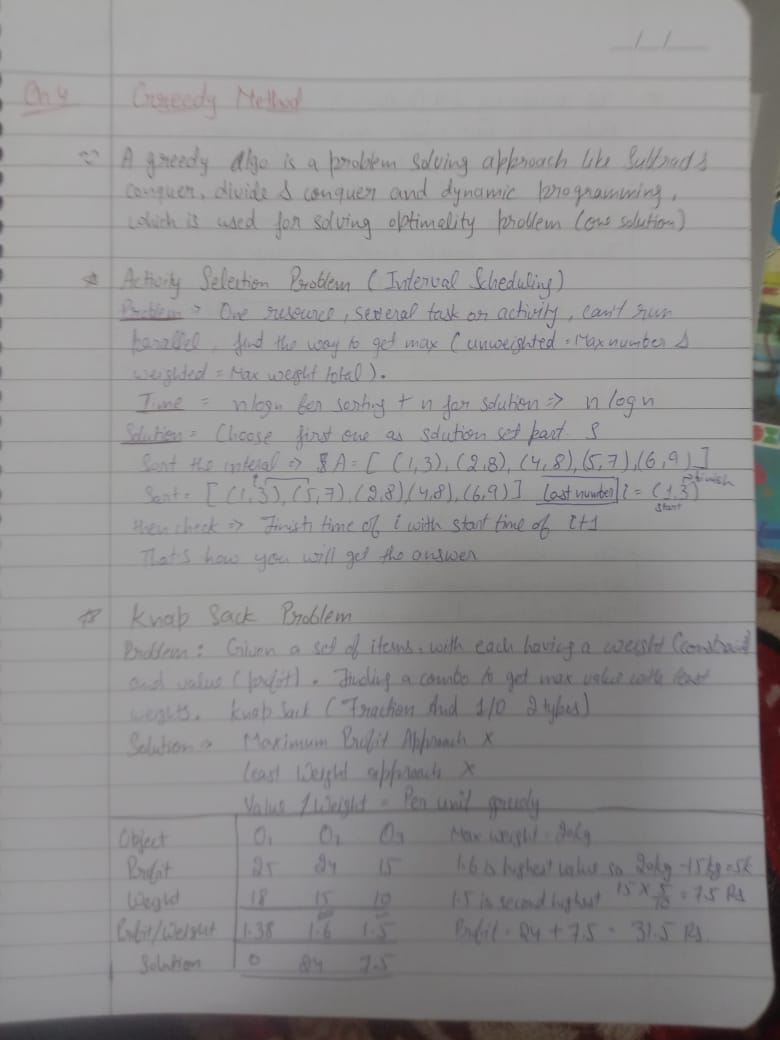 / /
Ch 4 Greedy Method
A greedy algo is a problem solving approach like Subtract &
conquer, divide & conquer and dynamic programming,
which is used for solving optimality problem (one solution)
* Activity Selection Problem (Interval Scheduling)
Problem → One resource, several task or activity, can't run
parallel, find the way to get max (unweighted = Max number &
weighted = Max weight total).
Time = nlogn for sorting + n for solution => n logn
Solution = Choose first one as solution set part. S
Sort the interval => A = [ (1,3), (2,8), (4,8), (5,7), (6,9) ]
Sort = [ (1,3), (5,7), (2,8), (4,8), (6,9) ] Last number i = (1,3) start finish
then check => Finish time of i with start time of i+1
That's how you will get the answer
* Knap Sack Problem
Problem : Given a set of items, with each having a weight (constraint
and value (profit). Finding a combo to get max value with least
weights. Knap Sack (Fraction And 1/0 2 types)
Solution => Maximum Profit Approach x
Least Weight approach x
Value / Weight = Per unit greedy
Object O1 O2 O3 Max weight = 20kg
Profit 25 24 15 1.6 is highest value so 20kg - 15kg = 5k
Weight 18 15 10 1.5 is second highest 15 x 5/10 = 7.5 Rs
Profit/Weight 1.38 1.6 1.5 Profit = 24 + 7.5 = 31.5 Rs.
Solution 0 24 7.5